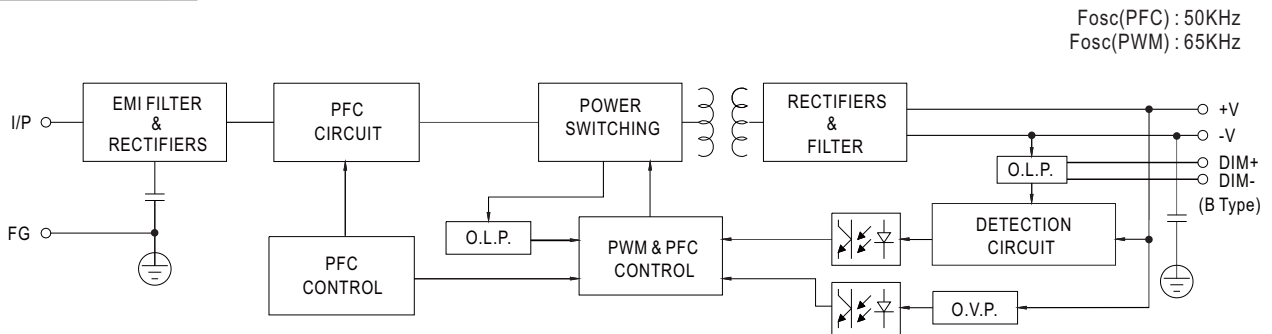 Fosc(PFC) : 50KHz
Fosc(PWM) : 65KHz
I/P
EMI FILTER
&
RECTIFIERS
PFC
CIRCUIT
POWER
SWITCHING
RECTIFIERS
&
FILTER
+V
-V
DIM+
DIM-
(B Type)
O.L.P.
FG
O.L.P.
DETECTION
CIRCUIT
PFC
CONTROL
PWM & PFC
CONTROL
O.V.P.